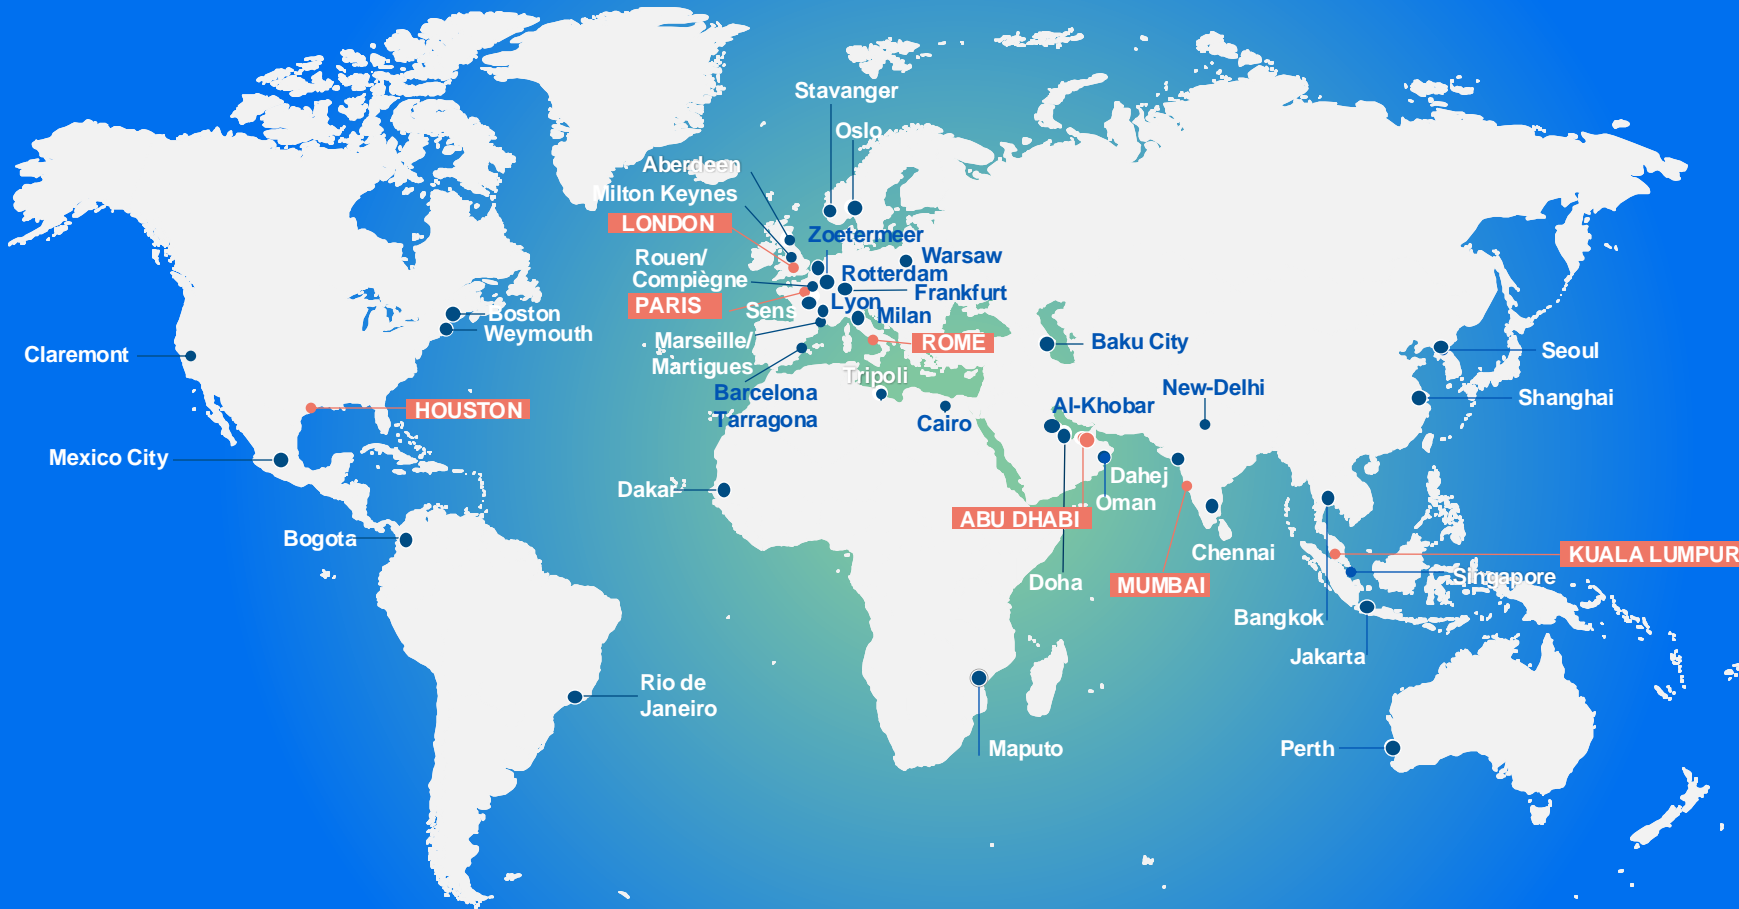 Stavanger
Oslo
Aberdeen
Milton Keynes
LONDON
Zoetermeer
Rouen/
Compiègne
Warsaw
Rotterdam
Frankfurt
PARIS
Sens
Lyon
Milan
Boston
Weymouth
Marseille/
Martigues
ROME
Baku City
Seoul
Claremont
Tripoli
Barcelona
Tarragona
New-Delhi
Shanghai
HOUSTON
Al-Khobar
Cairo
Mexico City
Dakar
Dahej
Oman
ABU DHABI
Bogota
Chennai
KUALA LUMPUR
Doha
MUMBAI
Singapore
Bangkok
Jakarta
Rio de
Janeiro
Maputo
Perth